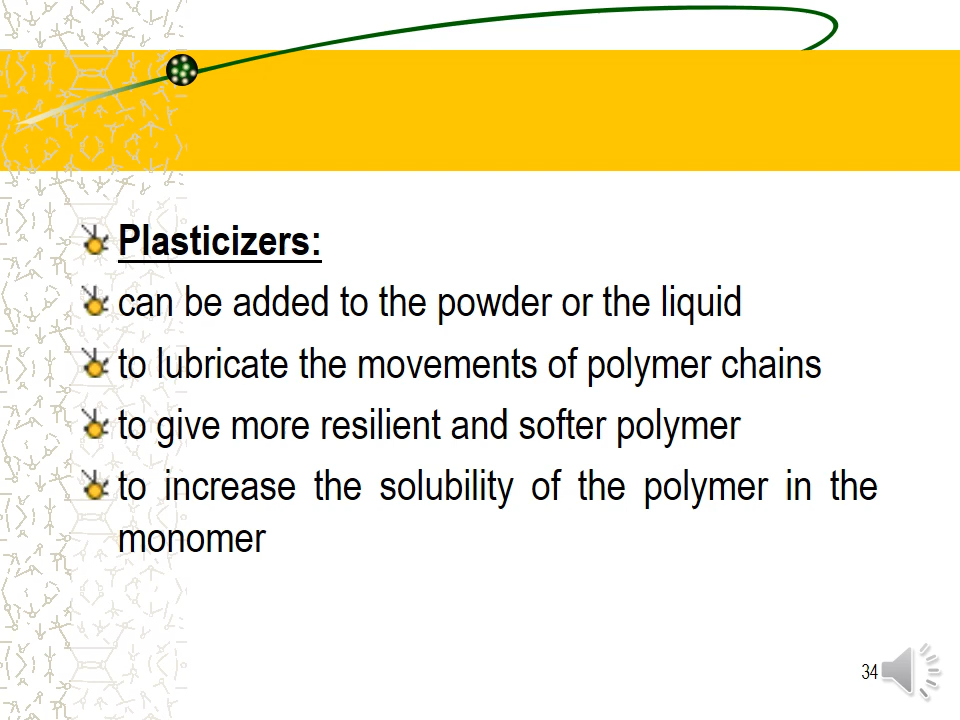 Plasticizers:
can be added to the powder or the liquid
to lubricate the movements of polymer chains
to give more resilient and softer polymer
to increase the solubility of the polymer in the
monomer
34